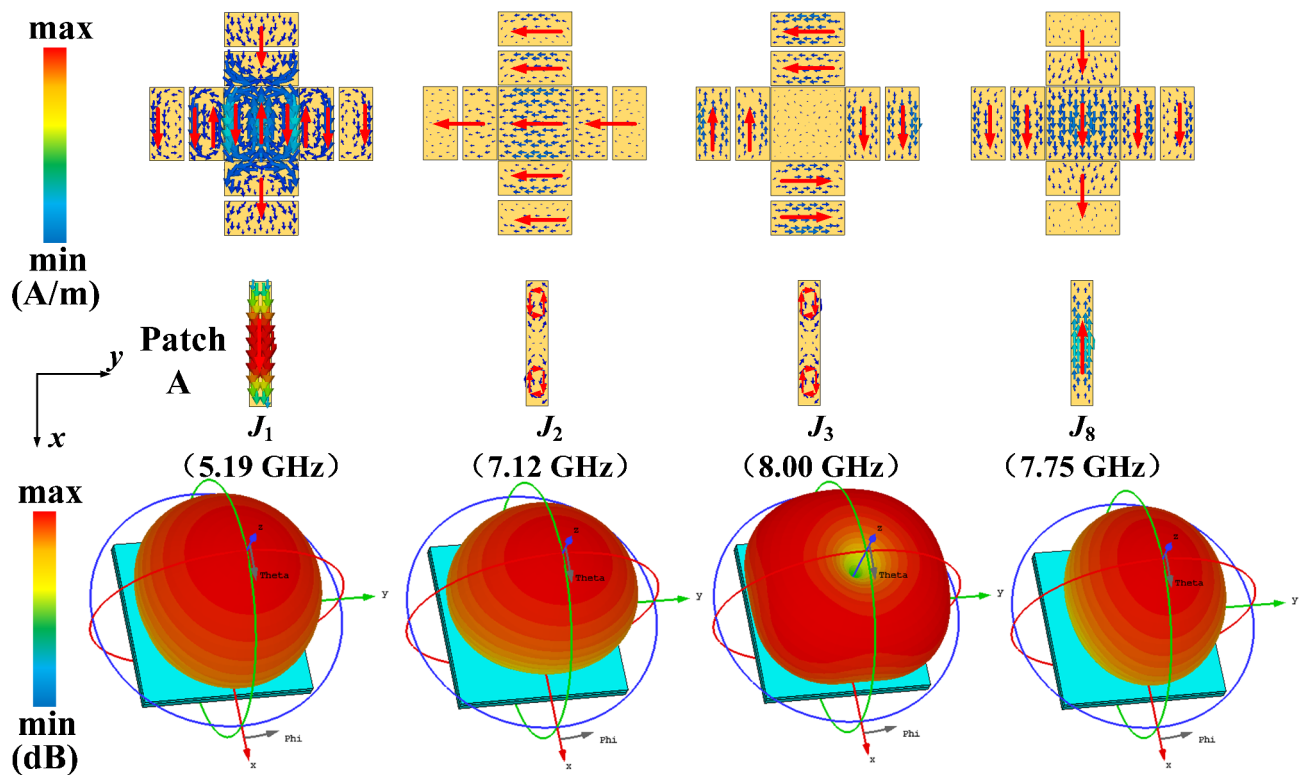 max
min
(A/m)
Patch
A
y
x
J1
J2
J3
J8
(5.19 GHz)
(7.12 GHz)
(8.00 GHz)
(7.75 GHz)
max
min
(dB)
z
Theta
y
Phi
x
z
Theta
y
Phi
x
z
Theta
y
Phi
x
z
Theta
y
Phi
x